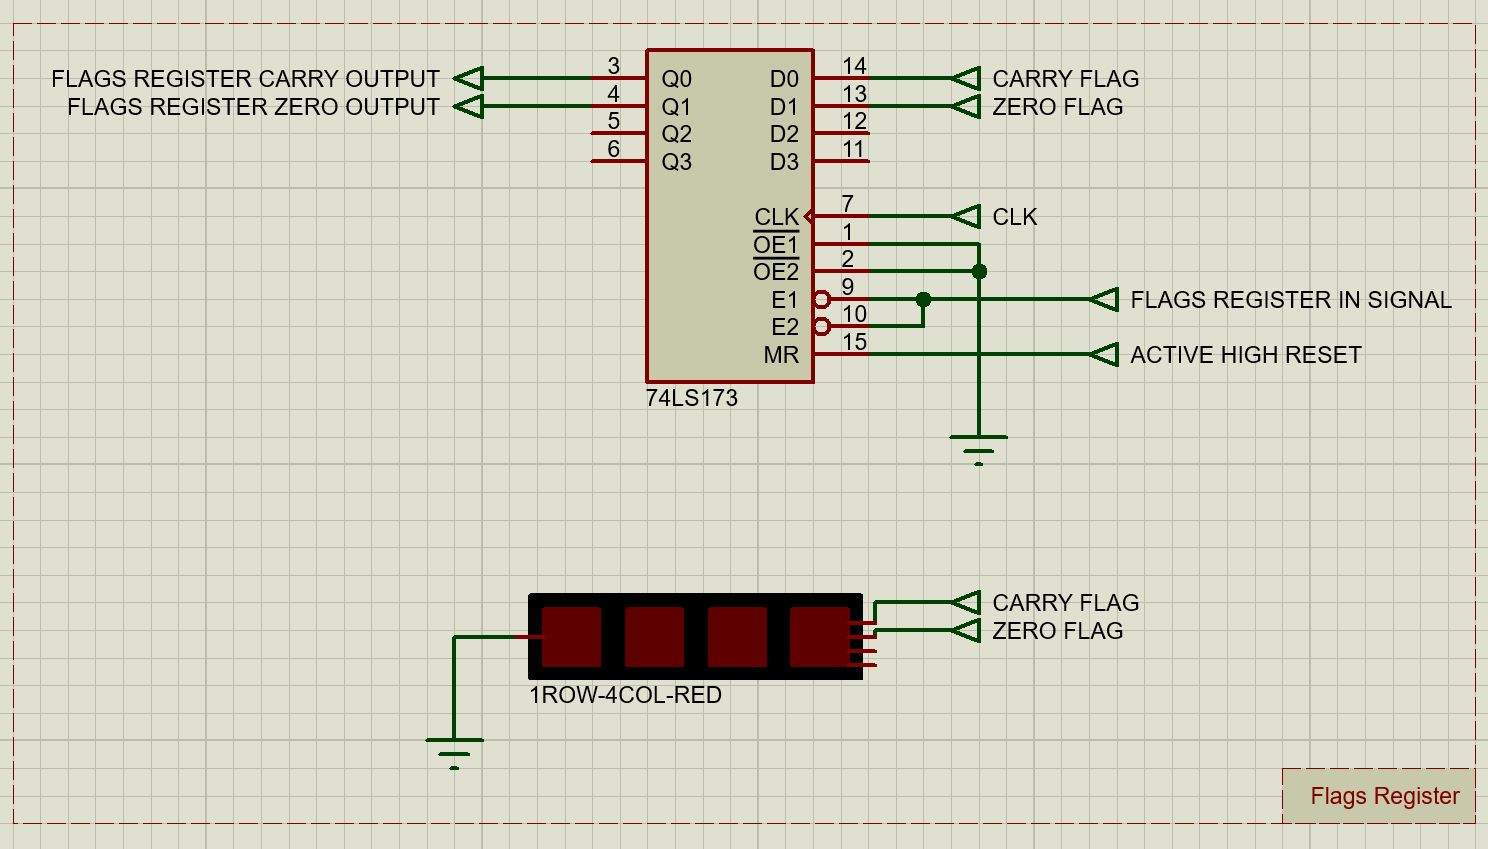 FLAGS REGISTER CARRY OUTPUT 3 Q0 D0 14 CARRY FLAG
FLAGS REGISTER ZERO OUTPUT 4 Q1 D1 13 ZERO FLAG
5 Q2 D2 12
6 Q3 D3 11
CLK 7 CLK
OE1 1
OE2 2
E1 9 FLAGS REGISTER IN SIGNAL
E2 10
MR 15 ACTIVE HIGH RESET
74LS173
CARRY FLAG
ZERO FLAG
1ROW-4COL-RED
Flags Register